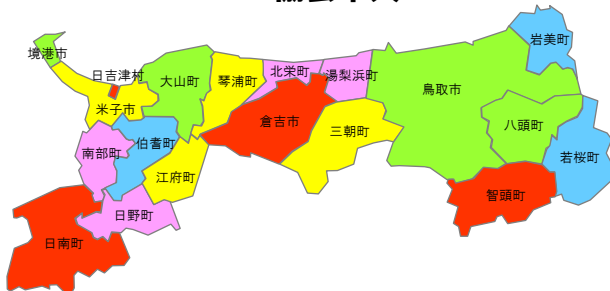 岩美町
境港市
日吉津村
大山町
琴浦町
北栄町
湯梨浜町
鳥取市
米子市
倉吉市
三朝町
八頭町
南部町
伯耆町
若桜町
江府町
智頭町
日野町
日南町